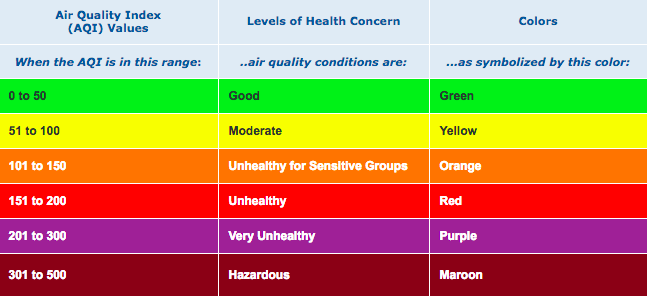 Air Quality Index
(AQI) Values
Levels of Health Concern
Colors
When the AQI is in this range:
..air quality conditions are:
...as symbolized by this color:
0 to 50
Good
Green
51 to 100
Moderate
Yellow
101 to 150
Unhealthy for Sensitive Groups
Orange
151 to 200
Unhealthy
Red
201 to 300
Very Unhealthy
Purple
301 to 500
Hazardous
Maroon